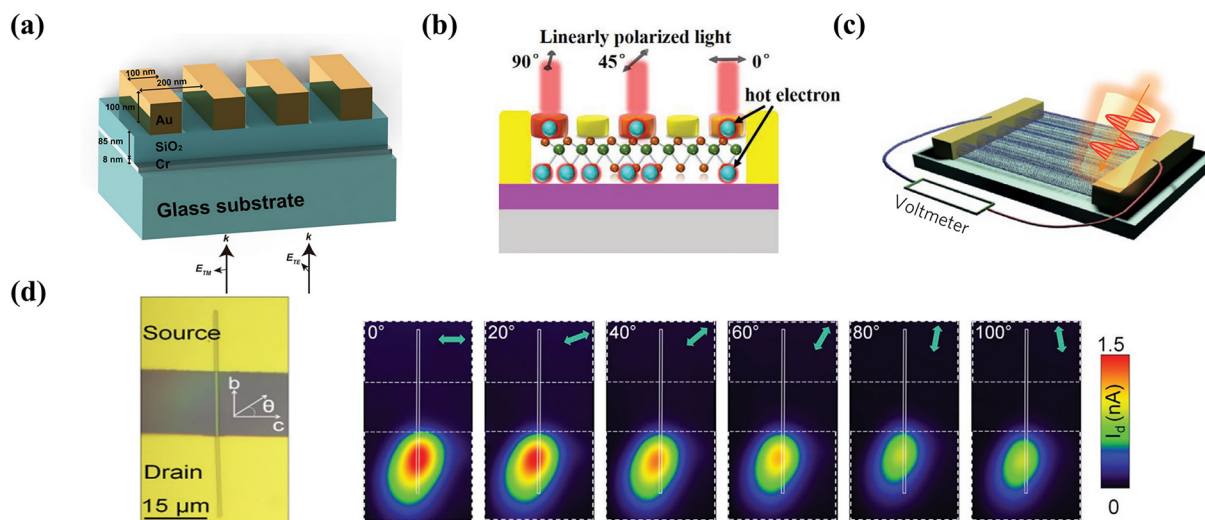 (a)
100 nm
200 nm
100 nm
Au
85 nm
SiO₂
8 nm
Cr
Glass substrate
k
k
E_TM
E_TE
(b)
Linearly polarized light
90°
45°
0°
hot electron
(c)
Voltmeter
(d)
Source
b
θ
c
Drain
15 µm
0°
20°
40°
60°
80°
100°
1.5
I_d (nA)
0